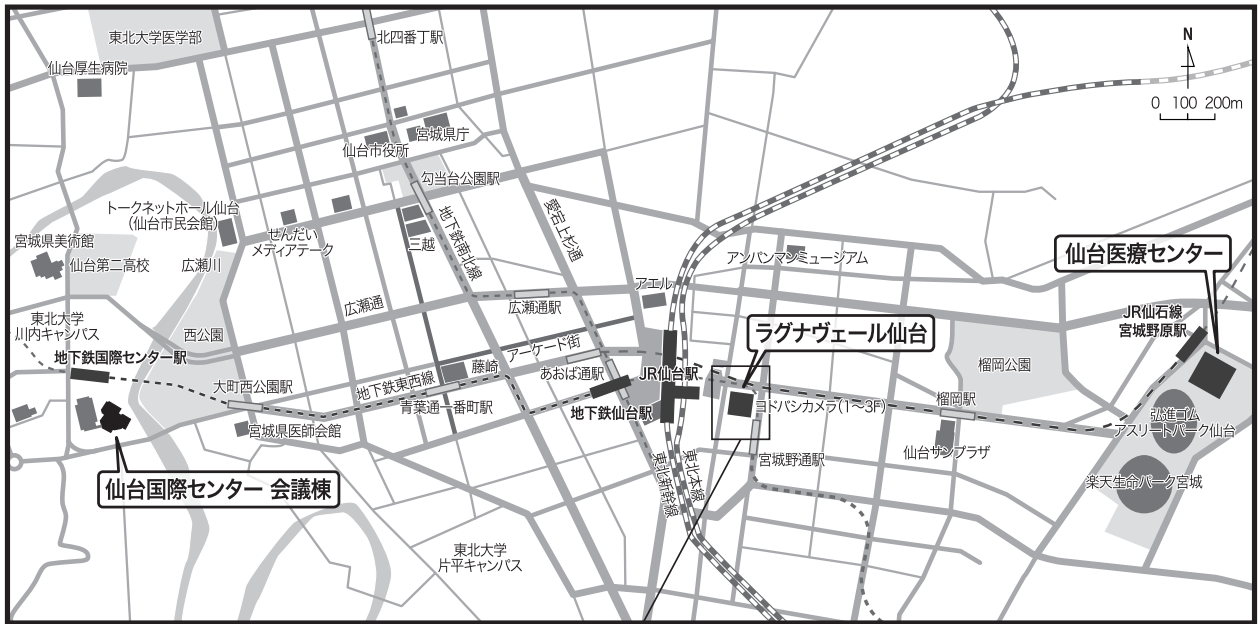 東北大学医学部
仙台厚生病院
北四番丁駅
N
0 100 200m
宮城県庁
仙台市役所
勾当台公園駅
トークネットホール仙台
（仙台市民会館）
せんだい
メディアテーク
三越
地下鉄南北線
愛宕上杉通
宮城県美術館
仙台第二高校
広瀬川
アンパンマンミュージアム
仙台医療センター
アエル
広瀬通
広瀬通駅
東北大学
川内キャンパス
西公園
JR仙石線
宮城野原駅
ラグナヴェール仙台
地下鉄国際センター駅
アーケード街
藤崎
あおば通駅
JR仙台駅
榴岡公園
大町西公園駅
地下鉄東西線
青葉通一番町駅
地下鉄仙台駅
ヨドバシカメラ(1〜3F)
榴岡駅
弘進ゴム
アスリートパーク仙台
宮城県医師会館
仙台サンプラザ
宮城野通駅
東北新幹線
東北本線
楽天生命パーク宮城
仙台国際センター 会議棟
東北大学
片平キャンパス